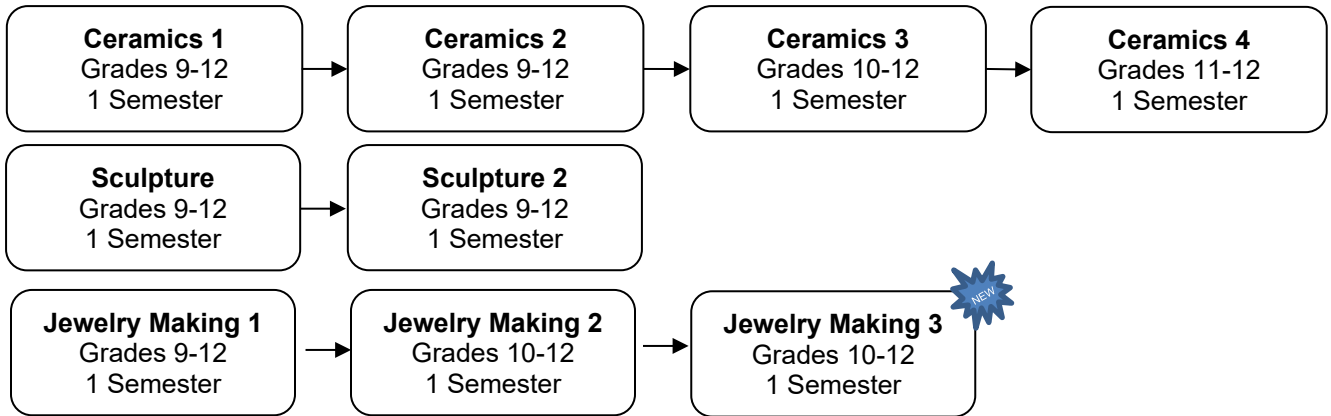 Ceramics 1
Grades 9-12
1 Semester
Ceramics 2
Grades 9-12
1 Semester
Ceramics 3
Grades 10-12
1 Semester
Ceramics 4
Grades 11-12
1 Semester
Sculpture
Grades 9-12
1 Semester
Sculpture 2
Grades 9-12
1 Semester
Jewelry Making 1
Grades 9-12
1 Semester
Jewelry Making 2
Grades 10-12
1 Semester
Jewelry Making 3
Grades 10-12
1 Semester
NEW